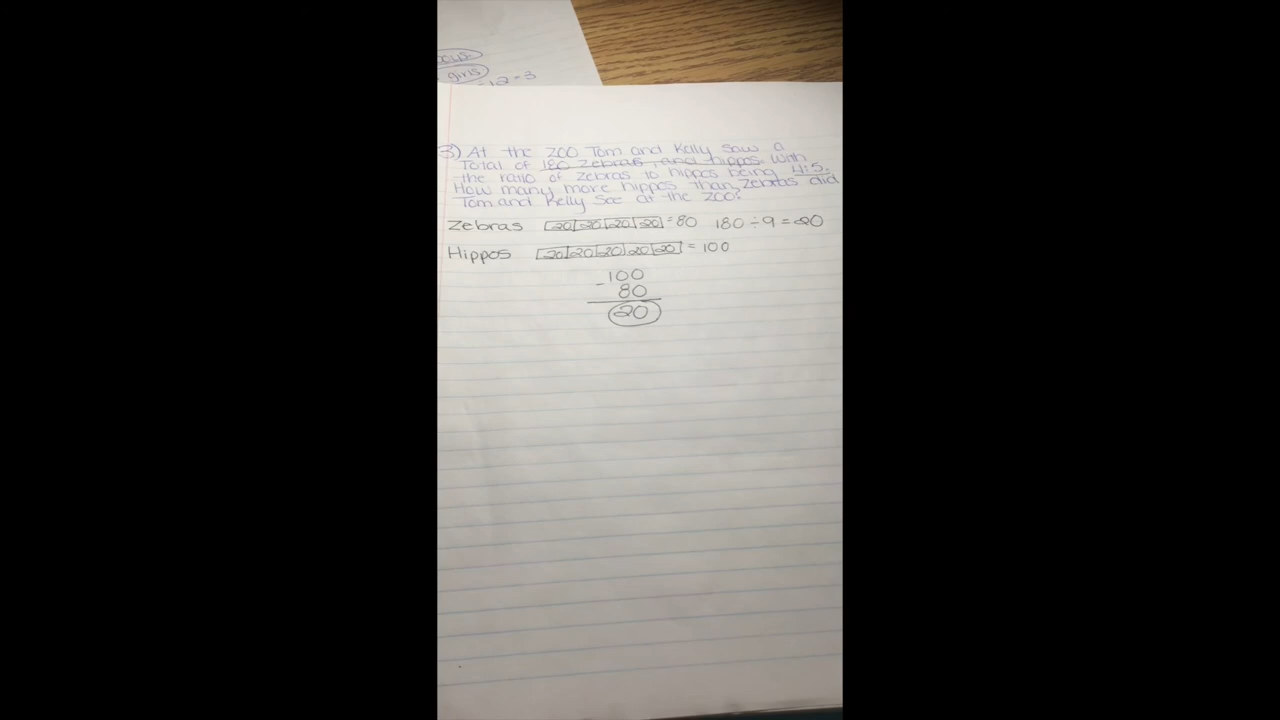 girls
12=3
3) At the zoo Tom and Kelly saw a
Total of 180 zebras, and hippos. With
the ratio of zebras to hippos being 4:5.
How many more hippos than zebras did
Tom and Kelly see at the zoo?
Zebras 20 20 20 20 = 80 180 ÷ 9 = 20
Hippos 20 20 20 20 20 = 100
- 100
80
20